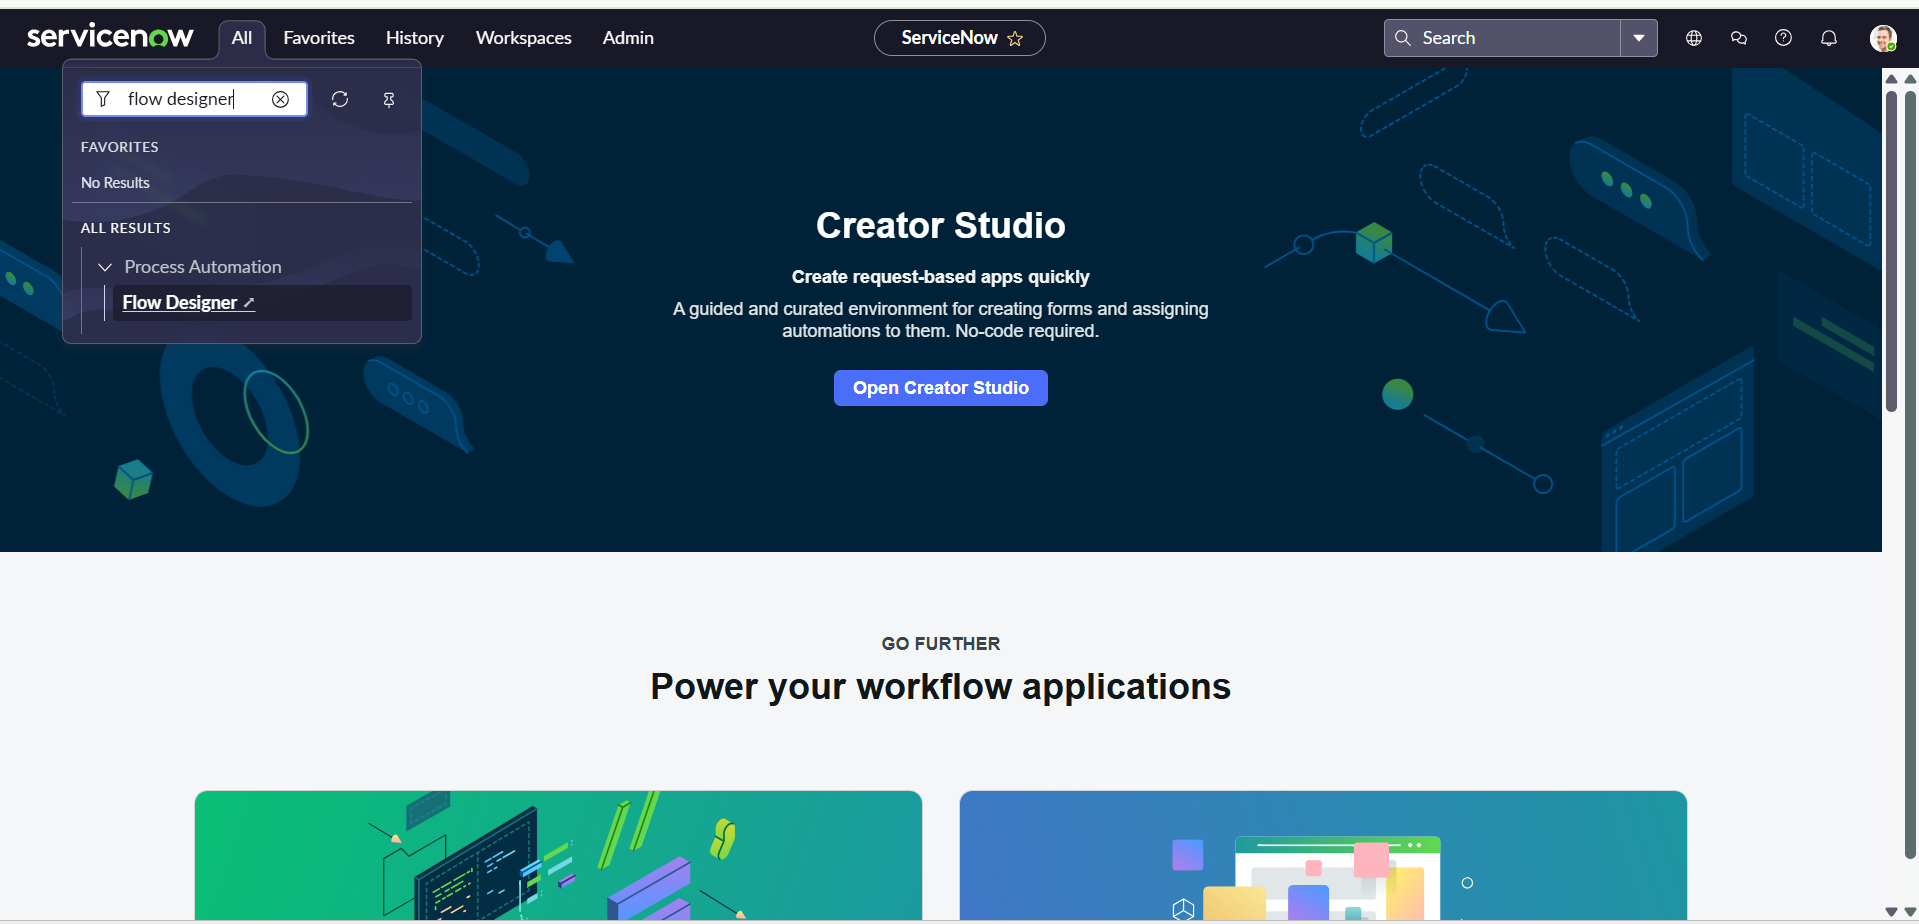 servicenow
All
Favorites
History
Workspaces
Admin
ServiceNow
Search
flow designer
FAVORITES
No Results
ALL RESULTS
Process Automation
Flow Designer
Creator Studio
Create request-based apps quickly
A guided and curated environment for creating forms and assigning
automations to them. No-code required.
Open Creator Studio
GO FURTHER
Power your workflow applications